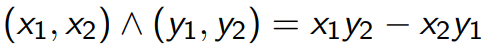 (x₁, x₂) ∧ (y₁, y₂) = x₁y₂ − x₂y₁